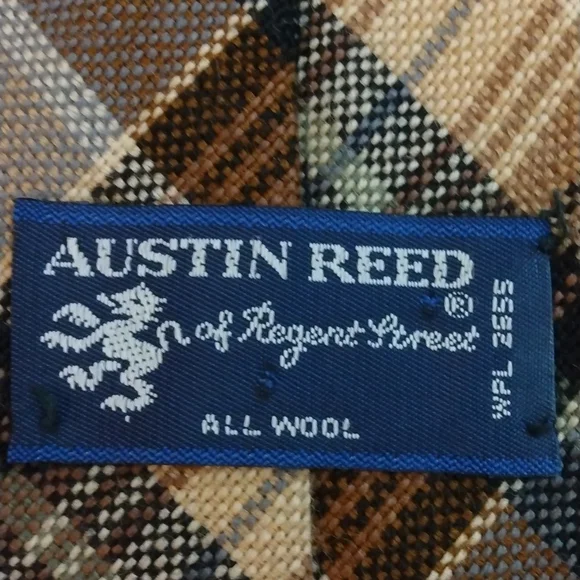 AUSTIN REED®
of Regent Street
ALL WOOL
WPL 2655